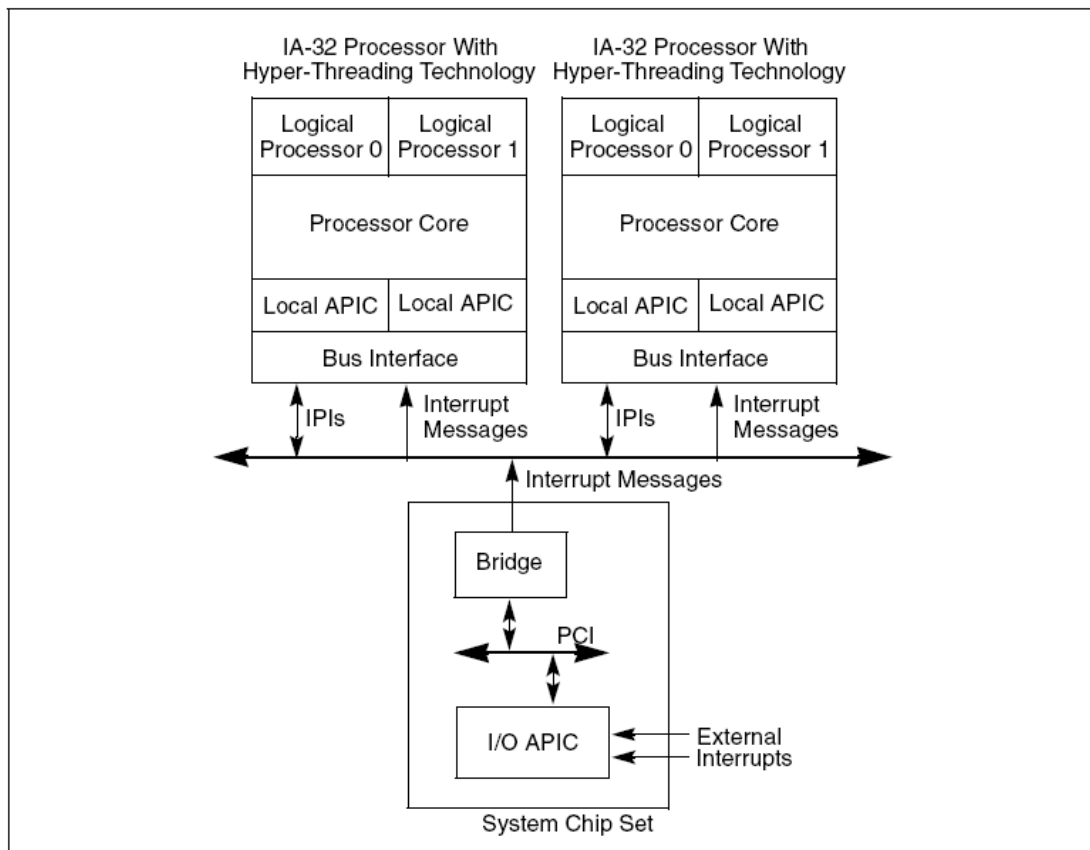 IA-32 Processor With
Hyper-Threading Technology
IA-32 Processor With
Hyper-Threading Technology
Logical
Processor 0
Logical
Processor 1
Logical
Processor 0
Logical
Processor 1
Processor Core
Processor Core
Local APIC
Local APIC
Local APIC
Local APIC
Bus Interface
Bus Interface
IPIs
Interrupt
Messages
IPIs
Interrupt
Messages
Interrupt Messages
Bridge
PCI
I/O APIC
External
Interrupts
System Chip Set